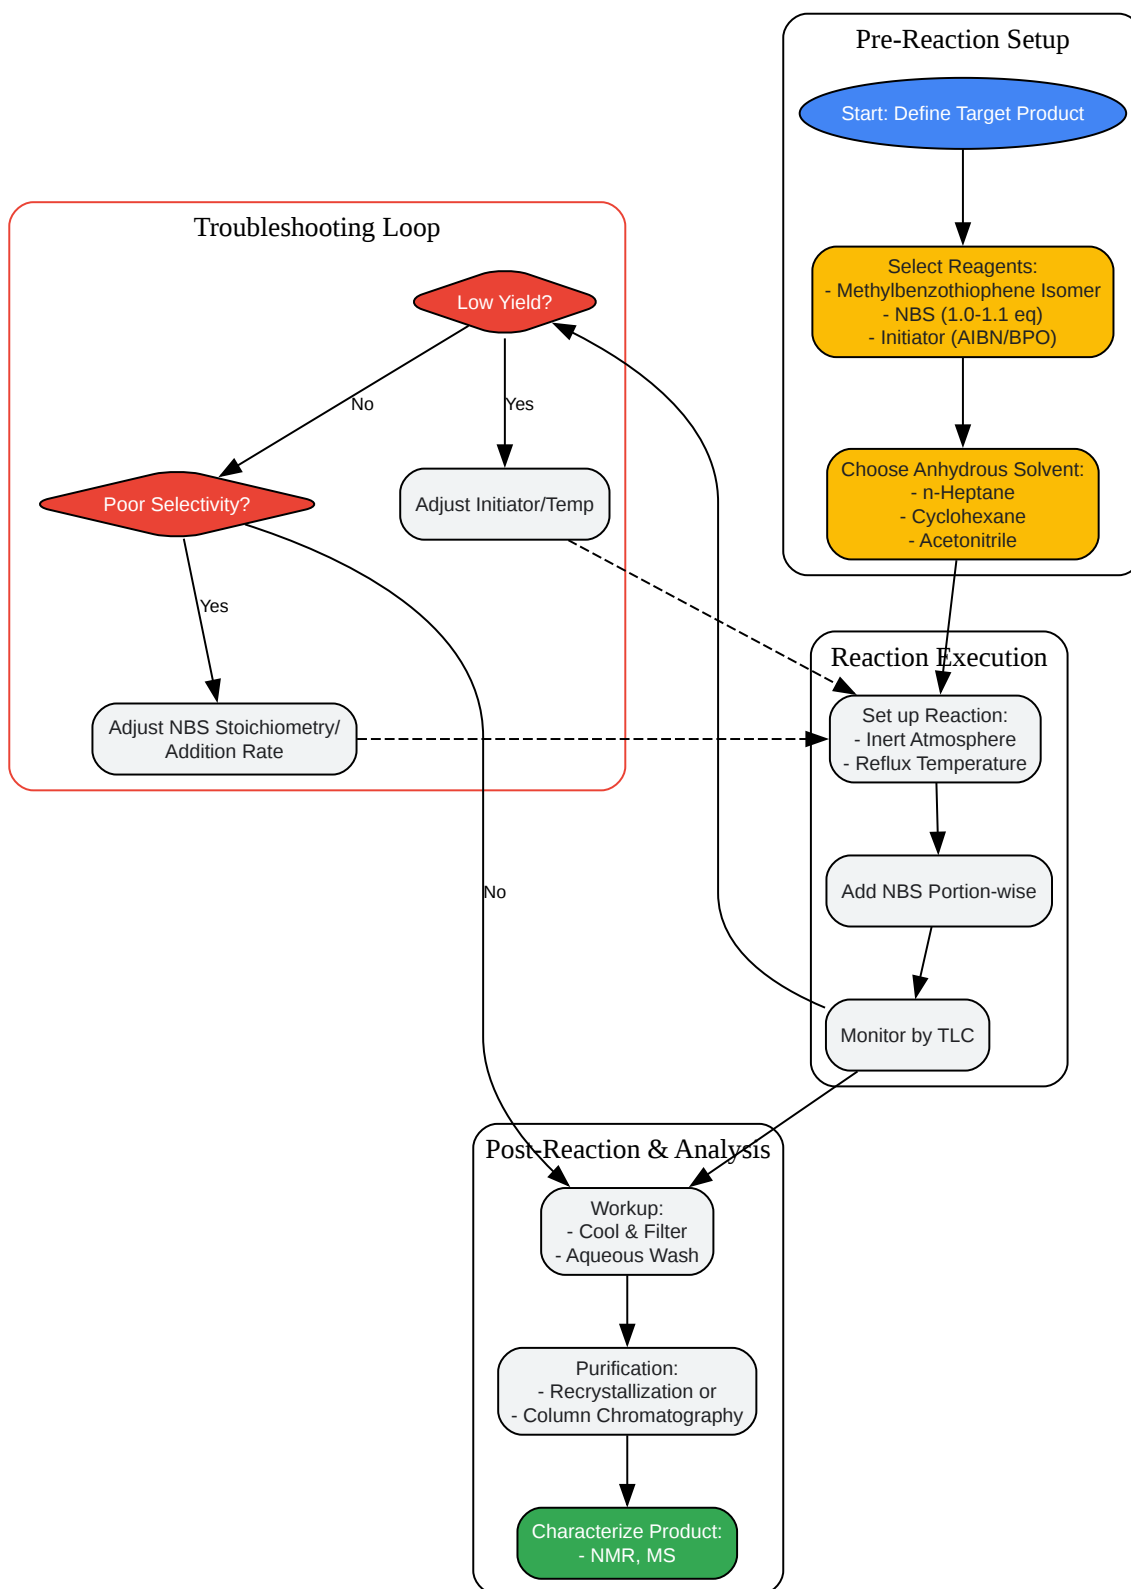 Pre-Reaction Setup
Start: Define Target Product
Select Reagents:
- Methylbenzothiophene Isomer
- NBS (1.0-1.1 eq)
- Initiator (AIBN/BPO)
Choose Anhydrous Solvent:
- n-Heptane
- Cyclohexane
- Acetonitrile
Troubleshooting Loop
Low Yield?
No
Yes
Poor Selectivity?
Adjust Initiator/Temp
Yes
Adjust NBS Stoichiometry/
Addition Rate
No
Reaction Execution
Set up Reaction:
- Inert Atmosphere
- Reflux Temperature
Add NBS Portion-wise
Monitor by TLC
Post-Reaction & Analysis
Workup:
- Cool & Filter
- Aqueous Wash
Purification:
- Recrystallization or
- Column Chromatography
Characterize Product:
- NMR, MS